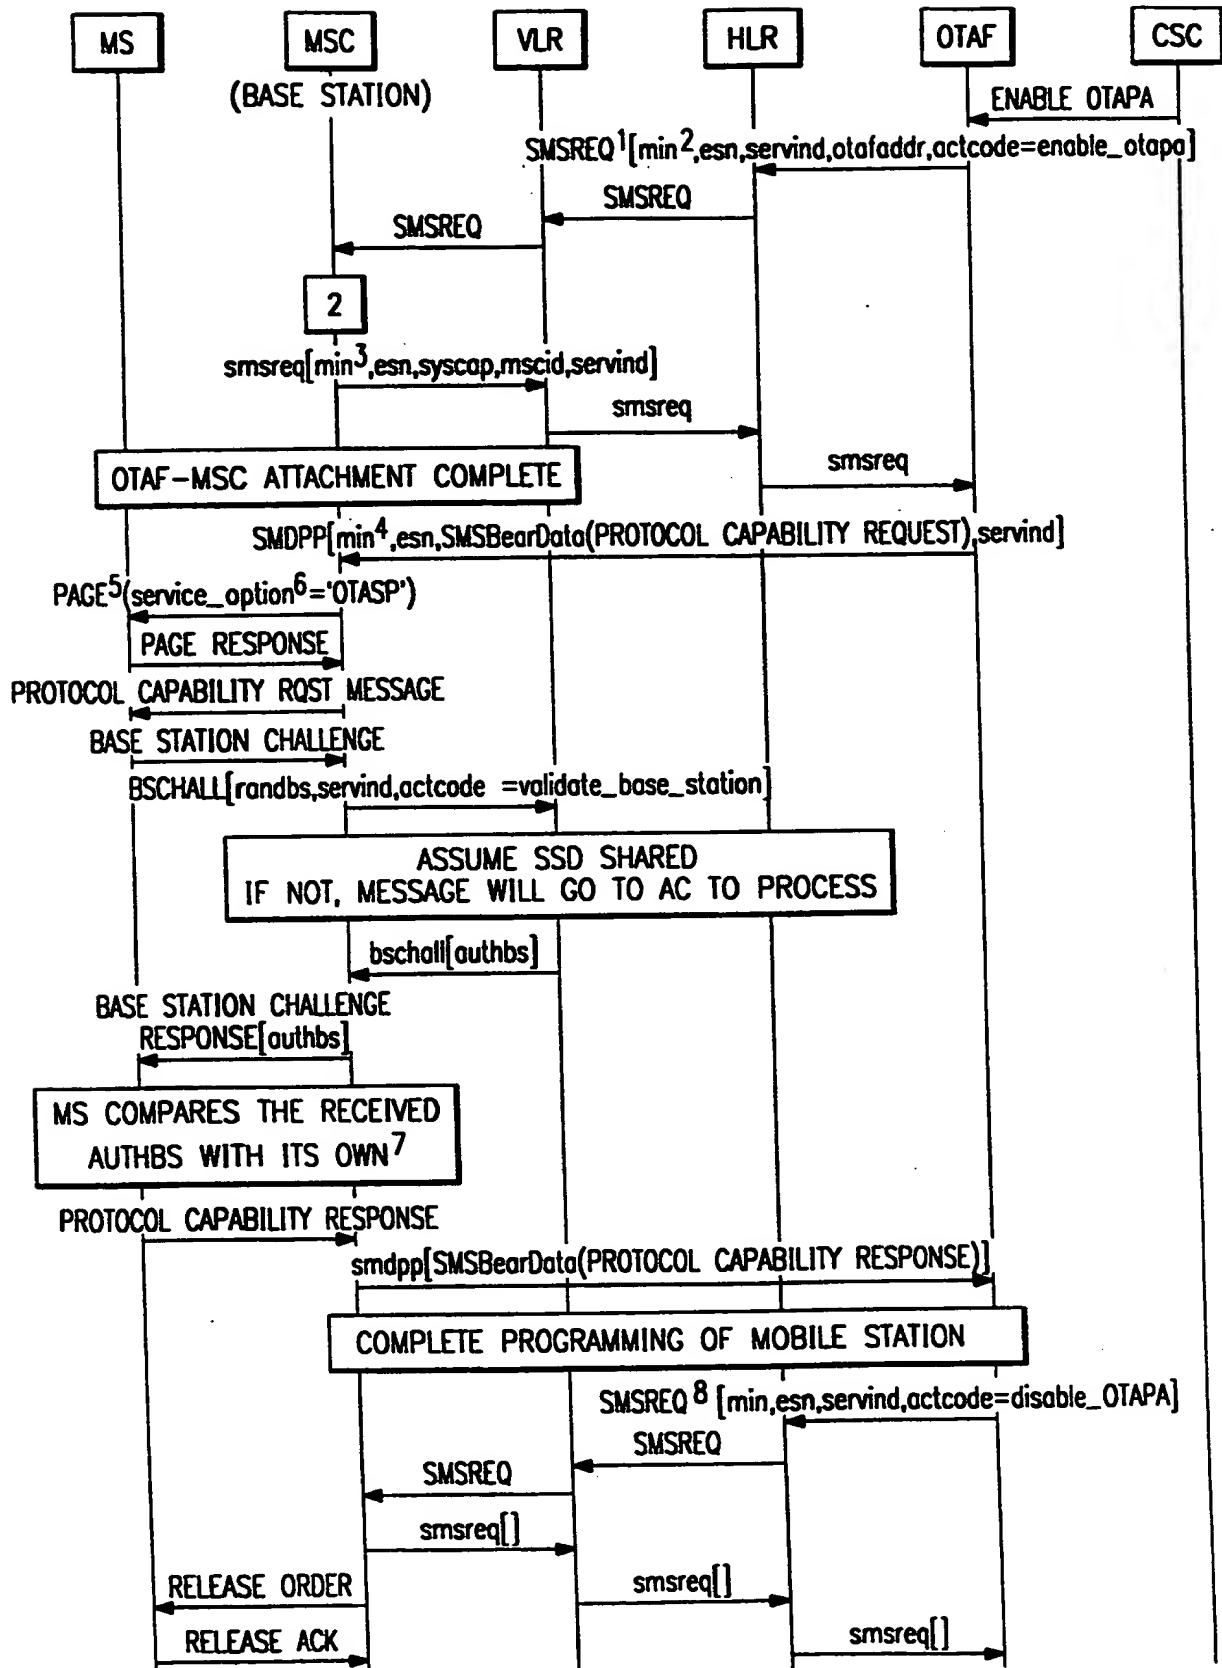 MS MSC VLR HLR OTAF CSC
(BASE STATION)
ENABLE OTAPA
SMSREQ¹[min²,esn,servind,otafaddr,actcode=enable_otapa]
SMSREQ
SMSREQ
2
smsreq[min³,esn,syscap,mscid,servind]
smsreq
OTAF-MSC ATTACHMENT COMPLETE
smsreq
SMDPP[min⁴,esn,SMSBearData(PROTOCOL CAPABILITY REQUEST),servind]
PAGE⁵(service_option⁶='OTASP')
PAGE RESPONSE
PROTOCOL CAPABILITY RQST MESSAGE
BASE STATION CHALLENGE
BSCHALL[randbs,servind,actcode =validate_base_station]
ASSUME SSD SHARED
IF NOT, MESSAGE WILL GO TO AC TO PROCESS
bschall[authbs]
BASE STATION CHALLENGE
RESPONSE[authbs]
MS COMPARES THE RECEIVED
AUTHBS WITH ITS OWN⁷
PROTOCOL CAPABILITY RESPONSE
smdpp[SMSBearData(PROTOCOL CAPABILITY RESPONSE)]
COMPLETE PROGRAMMING OF MOBILE STATION
SMSREQ⁸ [min,esn,servind,actcode=disable_OTAPA]
SMSREQ
SMSREQ
smsreq[]
RELEASE ORDER
smsreq[]
RELEASE ACK
smsreq[]